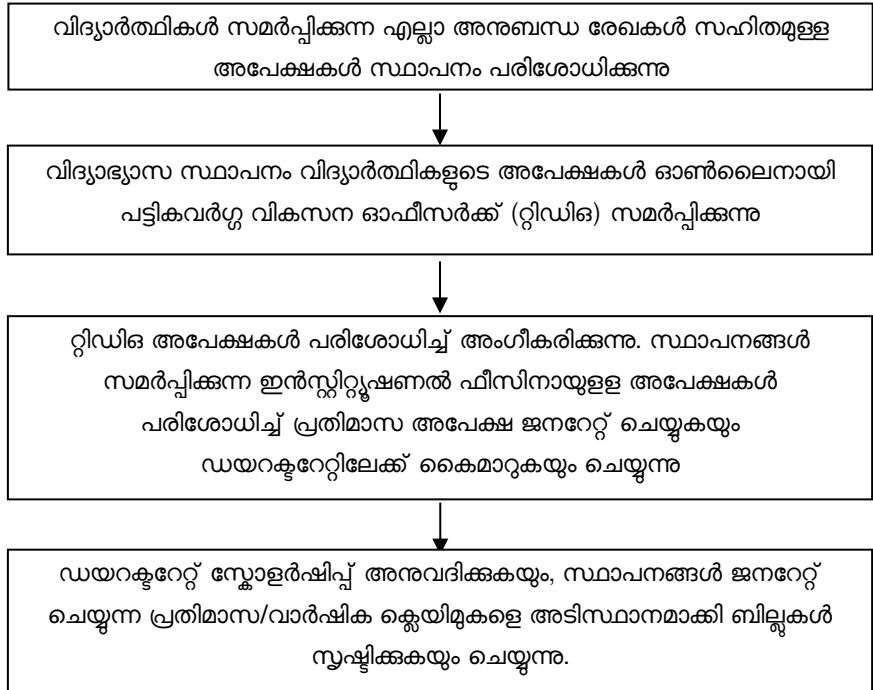 വിദ്യാർത്ഥികൾ സമർപ്പിക്കുന്ന എല്ലാ അനുബന്ധ രേഖകൾ സഹിതമുള്ള
അപേക്ഷകൾ സ്ഥാപനം പരിശോധിക്കുന്നു
വിദ്യാഭ്യാസ സ്ഥാപനം വിദ്യാർത്ഥികളുടെ അപേക്ഷകൾ ഓൺലൈനായി
പട്ടികവർഗ്ഗ വികസന ഓഫീസർക്ക് (റ്റിഡിഒ) സമർപ്പിക്കുന്നു
റ്റിഡിഒ അപേക്ഷകൾ പരിശോധിച്ച് അംഗീകരിക്കുന്നു. സ്ഥാപനങ്ങൾ
സമർപ്പിക്കുന്ന ഇൻസ്റ്റിറ്റ്യൂഷണൽ ഫീസിനായുളള അപേക്ഷകൾ
പരിശോധിച്ച് പ്രതിമാസ അപേക്ഷ ജനറേറ്റ് ചെയ്യുകയും
ഡയറക്ടറേറ്റിലേക്ക് കൈമാറുകയും ചെയ്യുന്നു
ഡയറക്ടറേറ്റ് സ്കോളർഷിപ്പ് അനുവദിക്കുകയും, സ്ഥാപനങ്ങൾ ജനറേറ്റ്
ചെയ്യുന്ന പ്രതിമാസ/വാർഷിക ക്ലെയിമുകളെ അടിസ്ഥാനമാക്കി ബില്ലുകൾ
സൃഷ്ടിക്കുകയും ചെയ്യുന്നു.